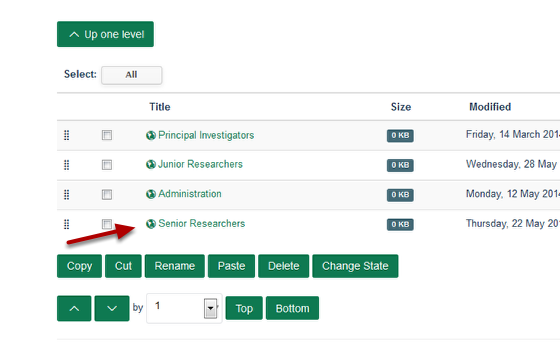 Up one level
Select: All
Title Size Modified
Principal Investigators 0 KB Friday, 14 March 201
Junior Researchers 0 KB Wednesday, 28 May
Administration 0 KB Monday, 12 May 2014
Senior Researchers 0 KB Thursday, 22 May 201
Copy Cut Rename Paste Delete Change State
by 1 Top Bottom